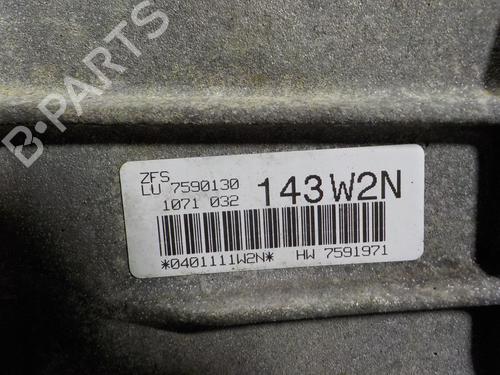 B-PARTS
ZFS
LU 7590130
1071 032
143W2N
*0401111W2N* HW 7591971